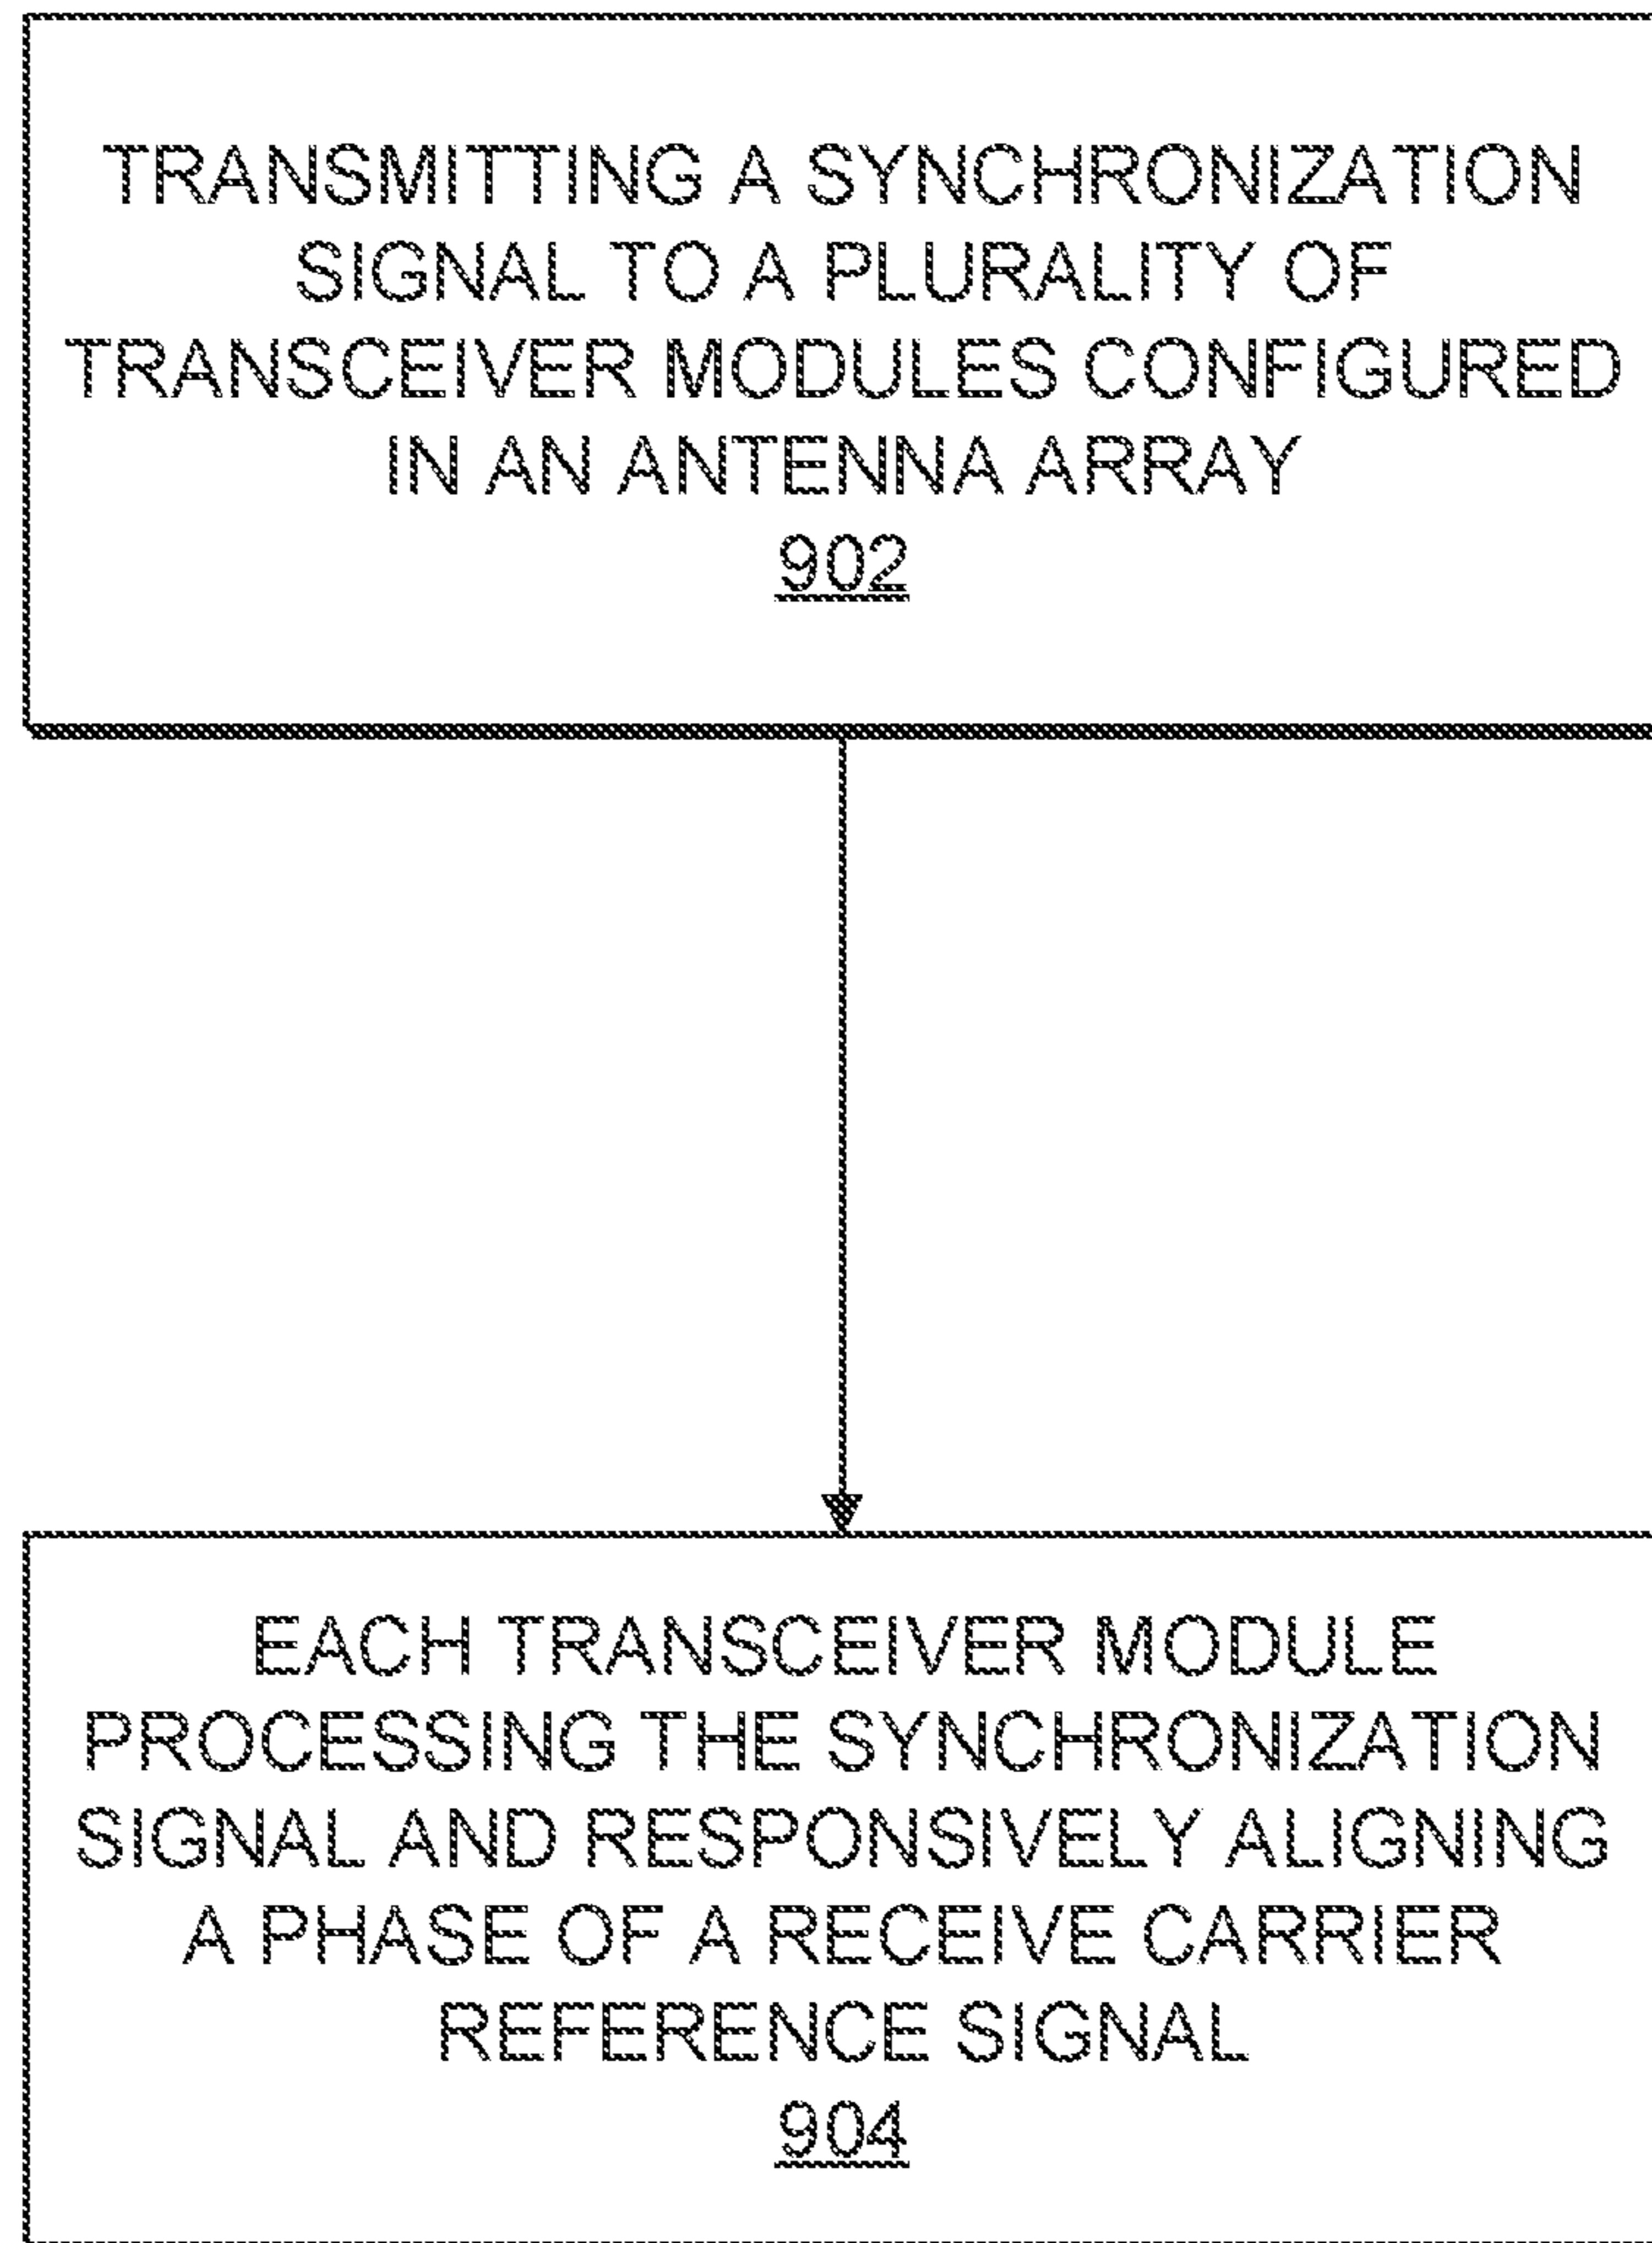 TRANSMITTING A SYNCHRONIZATION
SIGNAL TO A PLURALITY OF
TRANSCEIVER MODULES CONFIGURED
IN AN ANTENNA ARRAY
902
EACH TRANSCEIVER MODULE
PROCESSING THE SYNCHRONIZATION
SIGNAL AND RESPONSIVELY ALIGNING
A PHASE OF A RECEIVE CARRIER
REFERENCE SIGNAL
904